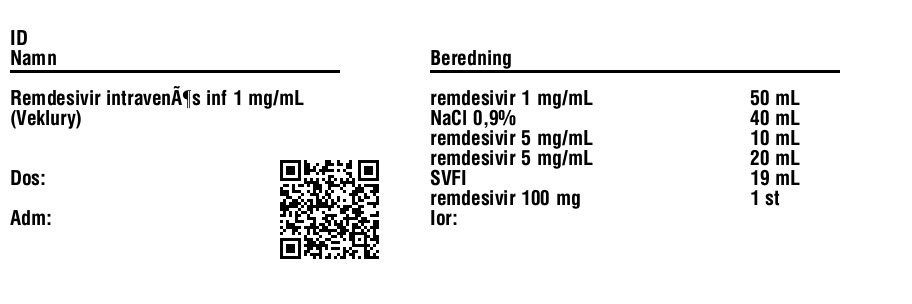 ID
Namn
Remdesivir intravenÃ¶s inf 1 mg/mL
(Veklury)
Dos:
Adm:
Beredning
remdesivir 1 mg/mL 50 mL
NaCl 0,9% 40 mL
remdesivir 5 mg/mL 10 mL
remdesivir 5 mg/mL 20 mL
SVFI 19 mL
remdesivir 100 mg 1 st
lor: